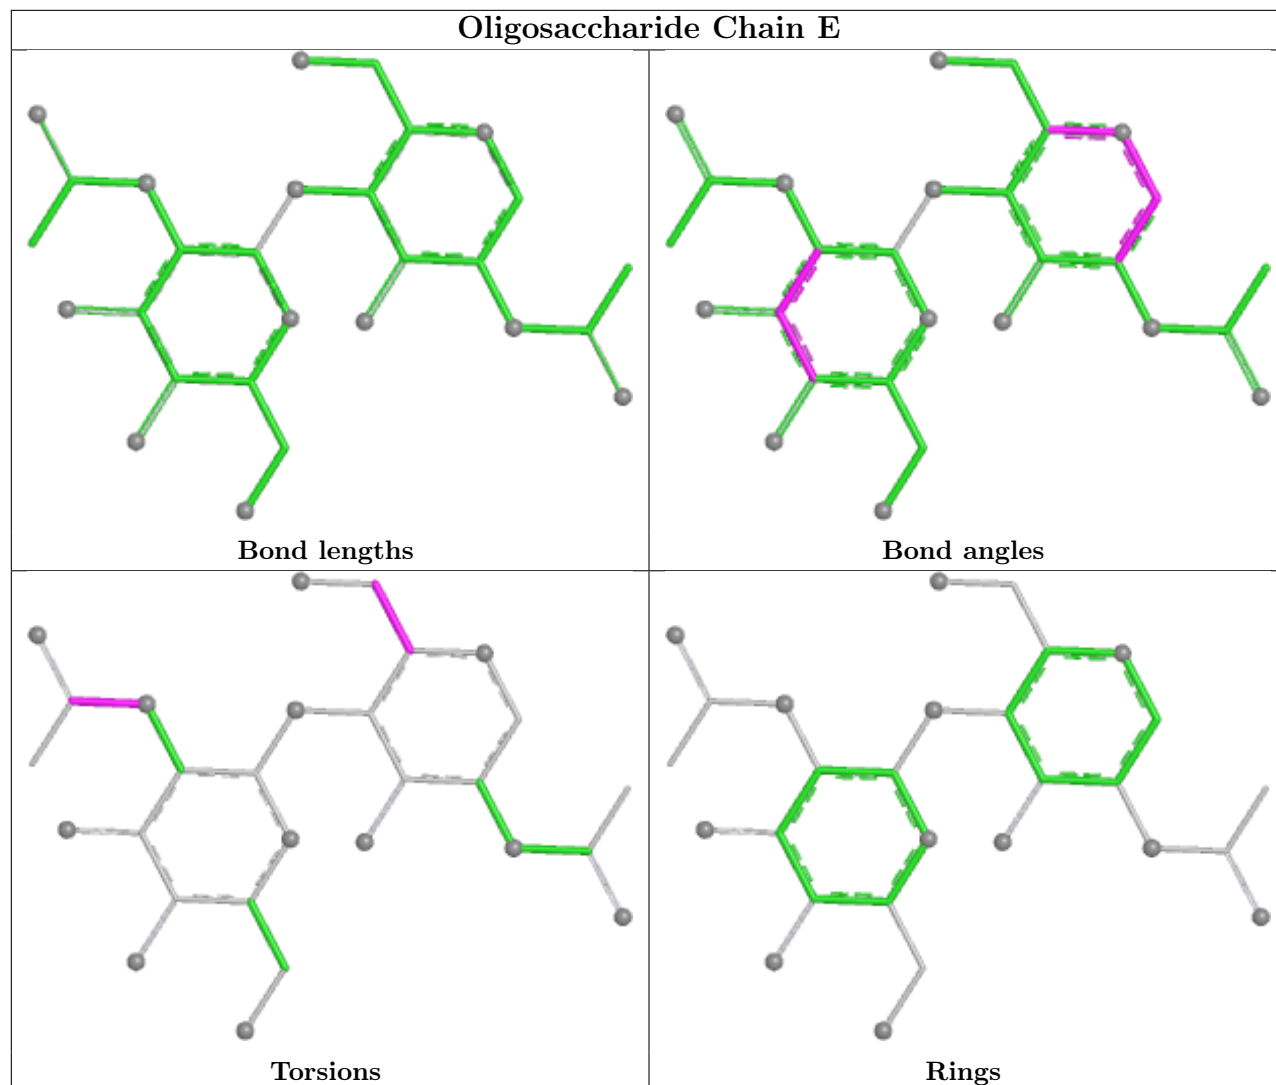 Oligosaccharide Chain E
Bond lengths
Bond angles
Torsions
Rings